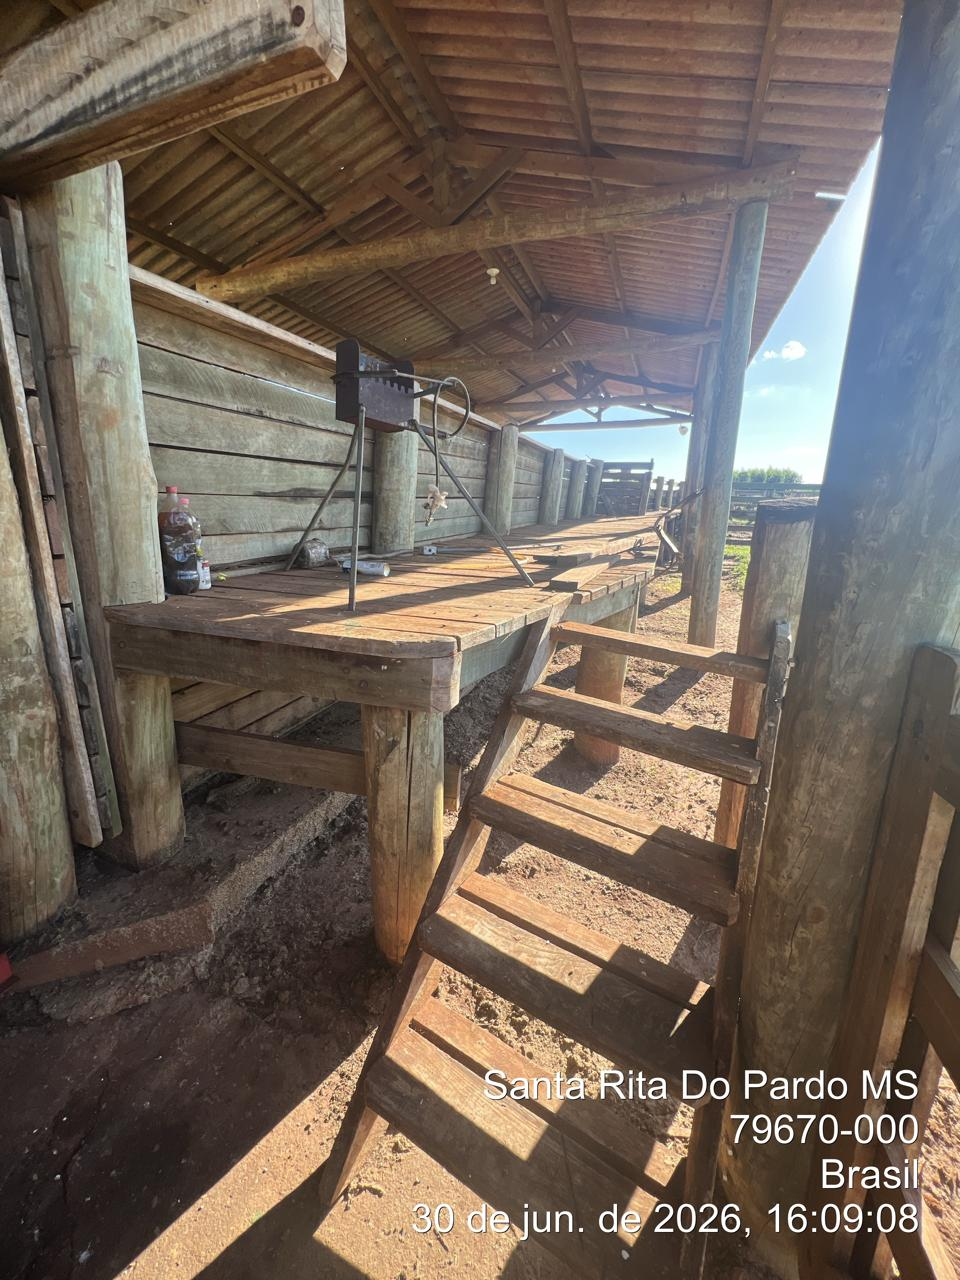 Santa Rita Do Pardo MS
79670-000
Brasil
30 de jun. de 2026, 16:09:08